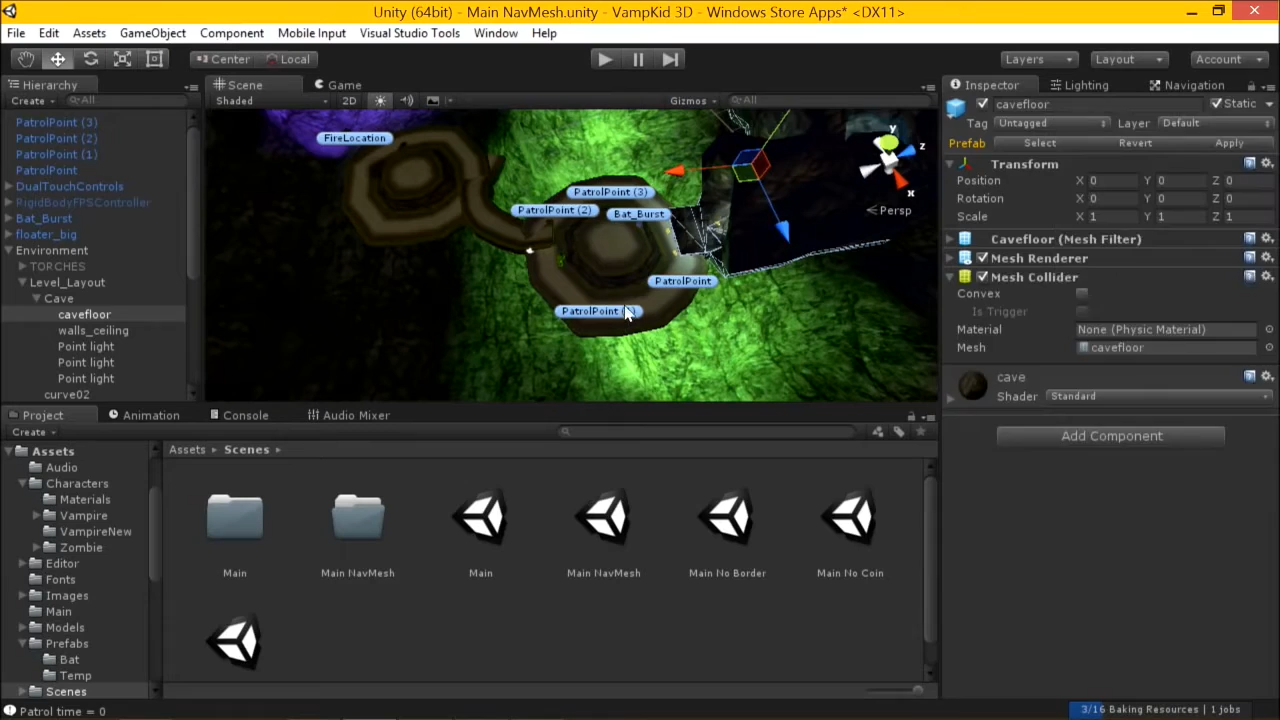 Unity (64bit) - Main NavMesh.unity - VampKid 3D - Windows Store Apps* <DX11>
File Edit Assets GameObject Component Mobile Input Visual Studio Tools Window Help
Center Local Layers Layout Account
Hierarchy
Create All
PatrolPoint (3)
PatrolPoint (2)
PatrolPoint (1)
PatrolPoint
DualTouchControls
RigidBodyFPSController
Bat_Burst
floater_big
Environment
TORCHES
Level_Layout
Cave
cavefloor
walls_ceiling
Point light
Point light
Point light
curve02
Scene Game
Shaded 2D Gizmos All
FireLocation
PatrolPoint (3)
PatrolPoint (2)
Bat_Burst
PatrolPoint
PatrolPoint
y
z
x
Persp
Inspector Lighting Navigation
cavefloor Static
Tag Untagged Layer Default
Prefab Select Revert Apply
Transform
Position X 0 Y 0 Z 0
Rotation X 0 Y 0 Z 0
Scale X 1 Y 1 Z 1
Cavefloor (Mesh Filter)
Mesh Renderer
Mesh Collider
Convex
Is Trigger
Material None (Physic Material)
Mesh cavefloor
cave
Shader Standard
Add Component
Project Animation Console Audio Mixer
Create
Assets
Audio
Characters
Materials
Vampire
VampireNew
Zombie
Editor
Fonts
Images
Main
Models
Prefabs
Bat
Temp
Scenes
Assets Scenes
Main Main NavMesh Main Main NavMesh Main No Border Main No Coin
Patrol time = 0
3/16 Baking Resources | 1 jobs